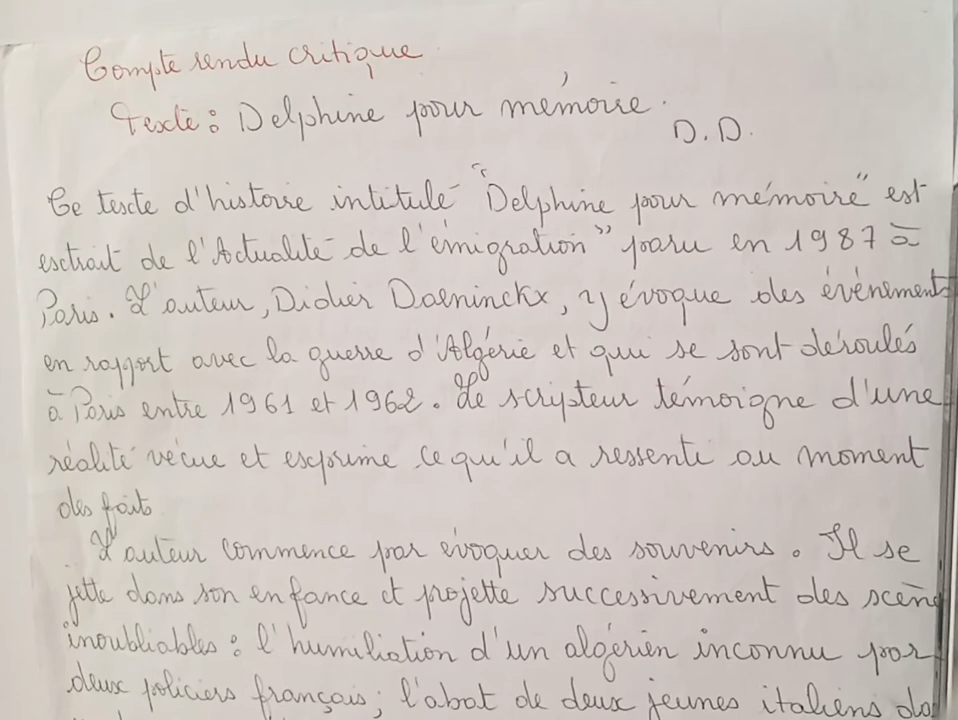 Compte rendu critique
Texte : Delphine pour mémoire.
D.D.
Ce texte d'histoire intitulé "Delphine pour mémoire" est
extrait de l'Actualité de l'émigration" paru en 1987 à
Paris. L'auteur, Didier Daeninckx, y évoque des événements
en rapport avec la guerre d'Algérie et qui se sont déroulés
à Paris entre 1961 et 1962. Le scripteur témoigne d'une
réalité vécue et exprime ce qu'il a ressenti au moment
des faits
L'auteur commence par évoquer des souvenirs. Il se
jette dans son enfance et projette successivement des scèn
inoubliables : l'humiliation d'un algérien inconnu par
deux policiers français ; l'abat de deux jeunes italiens da